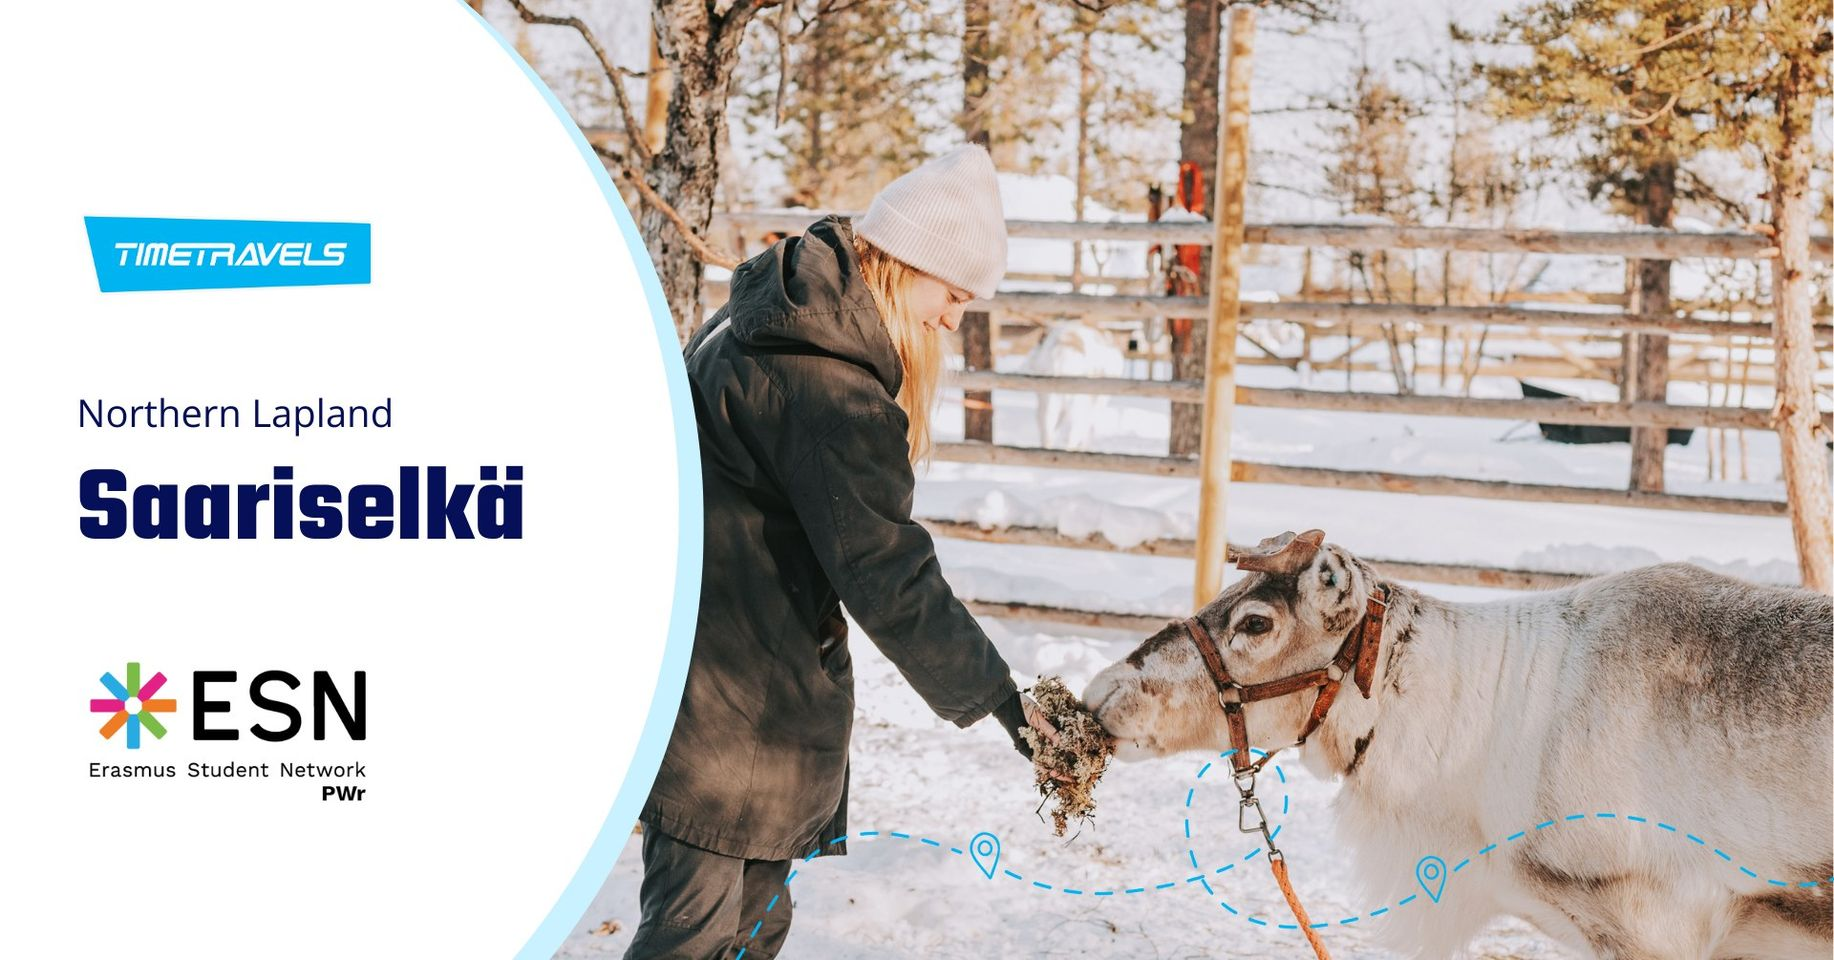 TIMETRAVELS
Northern Lapland
Saariselkä
ESN
Erasmus Student Network
PWr